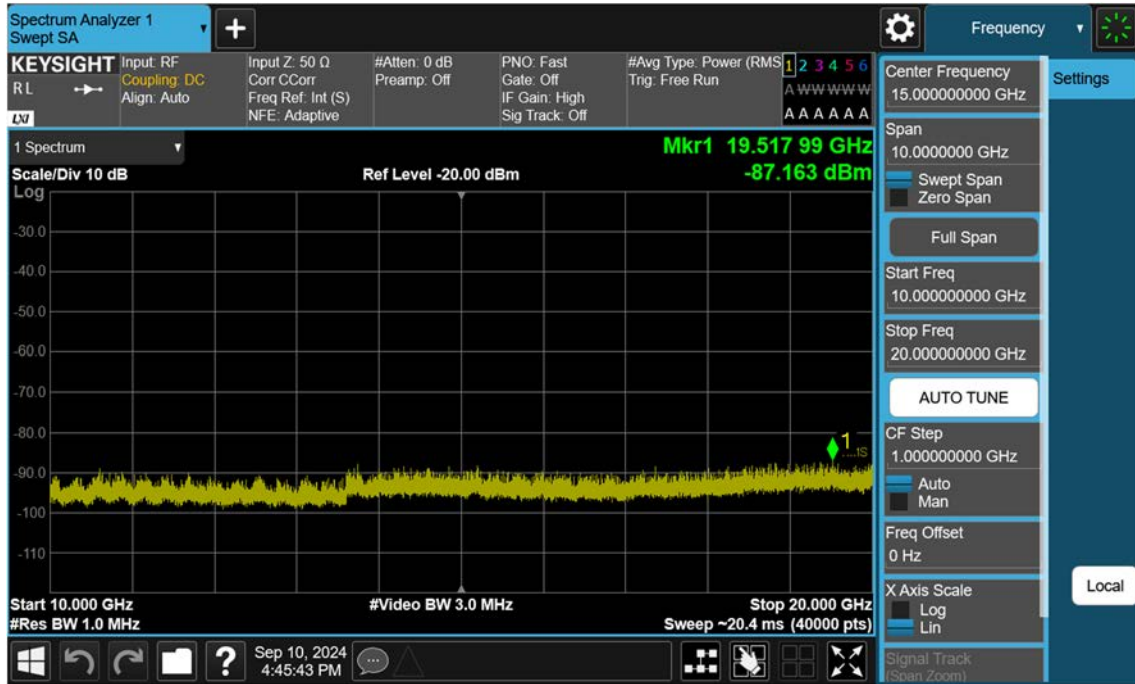 Spectrum Analyzer 1
Swept SA
Frequency
KEYSIGHT
R L
LXI
Input: RF
Coupling: DC
Align: Auto
Input Z: 50 Ω
Corr CCorr
Freq Ref: Int (S)
NFE: Adaptive
#Atten: 0 dB
Preamp: Off
PNO: Fast
Gate: Off
IF Gain: High
Sig Track: Off
#Avg Type: Power (RMS
Trig: Free Run
1 2 3 4 5 6
A W W W W W
A A A A A A
1 Spectrum
Scale/Div 10 dB
Ref Level -20.00 dBm
Mkr1 19.517 99 GHz
-87.163 dBm
Log
-30.0
-40.0
-50.0
-60.0
-70.0
-80.0
-90.0
-100
-110
1
Start 10.000 GHz
#Res BW 1.0 MHz
#Video BW 3.0 MHz
Stop 20.000 GHz
Sweep ~20.4 ms (40000 pts)
Center Frequency
15.000000000 GHz
Span
10.0000000 GHz
Swept Span
Zero Span
Full Span
Start Freq
10.000000000 GHz
Stop Freq
20.000000000 GHz
AUTO TUNE
CF Step
1.000000000 GHz
Auto
Man
Freq Offset
0 Hz
X Axis Scale
Log
Lin
Signal Track
(Span Zoom)
Settings
Local
?
Sep 10, 2024
4:45:43 PM